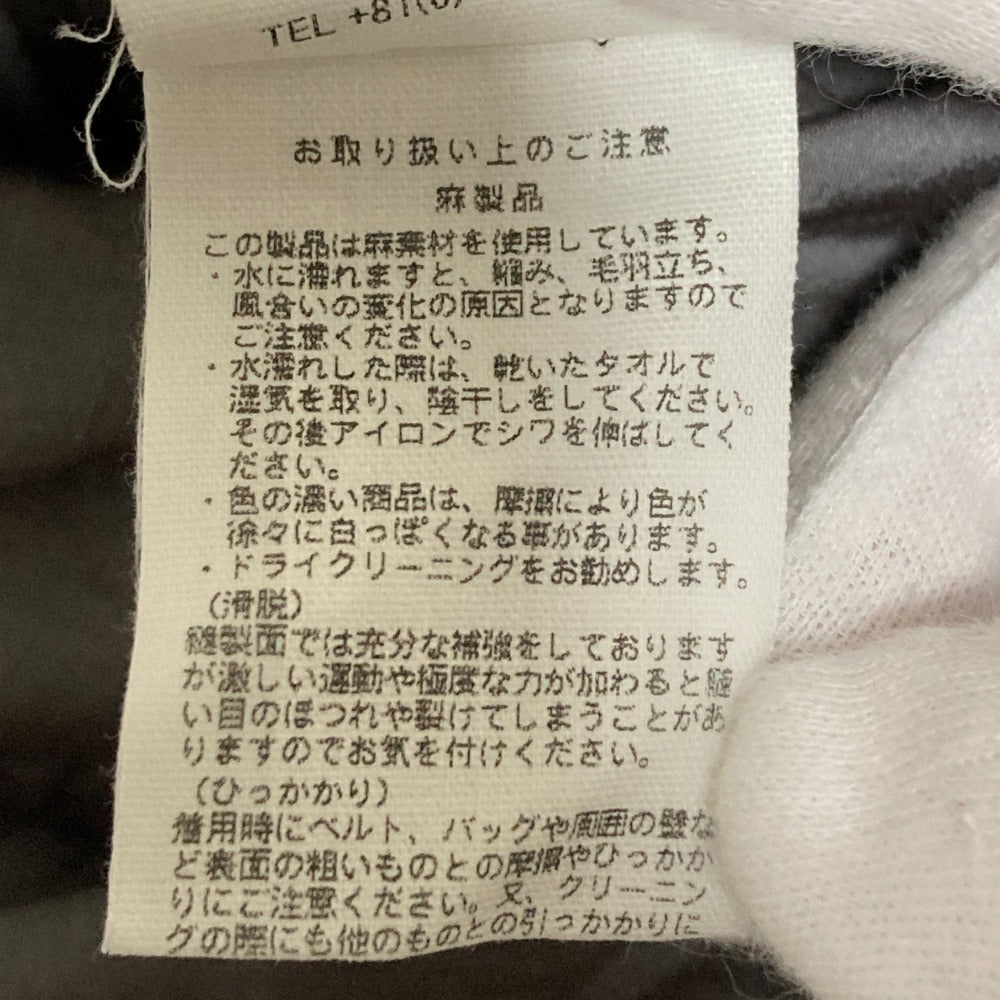 TEL +81(0)
お取り扱い上のご注意
麻製品
この製品は麻素材を使用しています。
・水に濡れますと、縮み、毛羽立ち、
風合いの変化の原因となりますので
ご注意ください。
・水濡れした際は、乾いたタオルで
湿気を取り、陰干しをしてください。
その後アイロンでシワを伸ばしてく
ださい。
・色の濃い商品は、摩擦により色が
徐々に白っぽくなる事があります。
・ドライクリーニングをお勧めします。
(滑脱)
縫製面では充分な補強をしております
が激しい運動や極度な力が加わると縫
い目のほつれや裂けてしまうことがあ
りますのでお気を付けください。
(ひっかかり)
着用時にベルト、バッグや周囲の壁な
ど表面の粗いものとの摩擦やひっかか
りにご注意ください。又、クリーニン
グの際にも他のものとの引っかかりに